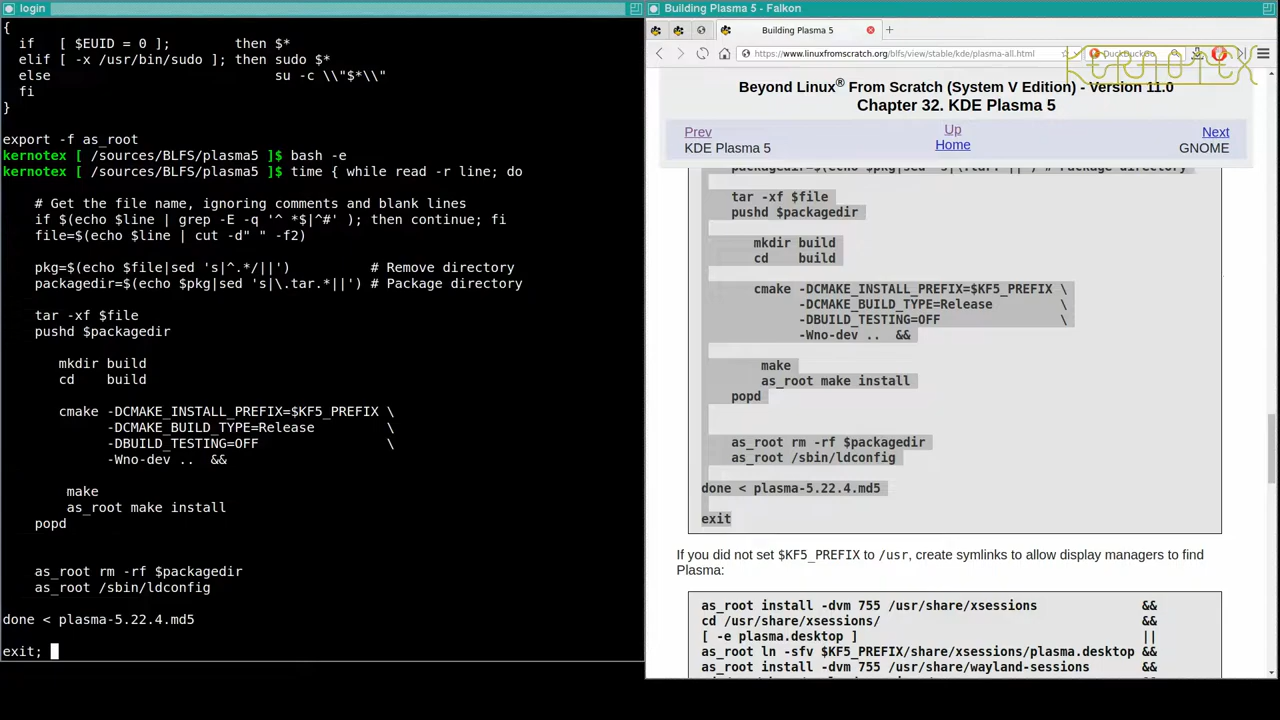 login
{
if [ $EUID = 0 ]; then $*
elif [ -x /usr/bin/sudo ]; then sudo $*
else su -c \\"$*\\"
fi
}
export -f as_root
kernotex [ /sources/BLFS/plasma5 ]$ bash -e
kernotex [ /sources/BLFS/plasma5 ]$ time { while read -r line; do
# Get the file name, ignoring comments and blank lines
if $(echo $line | grep -E -q '^ *$|^#' ); then continue; fi
file=$(echo $line | cut -d" " -f2)
pkg=$(echo $file|sed 's|^.*/||') # Remove directory
packagedir=$(echo $pkg|sed 's|\.tar.*||') # Package directory
tar -xf $file
pushd $packagedir
mkdir build
cd build
cmake -DCMAKE_INSTALL_PREFIX=$KF5_PREFIX \
-DCMAKE_BUILD_TYPE=Release \
-DBUILD_TESTING=OFF \
-Wno-dev .. &&
make
as_root make install
popd
as_root rm -rf $packagedir
as_root /sbin/ldconfig
done < plasma-5.22.4.md5
exit;
Building Plasma 5 - Falkon
Building Plasma 5
https://www.linuxfromscratch.org/blfs/view/stable/kde/plasma-all.html
DuckDuckGo
KERNOTEX
Beyond Linux® From Scratch (System V Edition) - Version 11.0
Chapter 32. KDE Plasma 5
Prev Up Next
KDE Plasma 5 Home GNOME
packagedir=$(echo $pkg|sed 's|\.tar.*||') # Package directory
tar -xf $file
pushd $packagedir
mkdir build
cd build
cmake -DCMAKE_INSTALL_PREFIX=$KF5_PREFIX \
-DCMAKE_BUILD_TYPE=Release \
-DBUILD_TESTING=OFF \
-Wno-dev .. &&
make
as_root make install
popd
as_root rm -rf $packagedir
as_root /sbin/ldconfig
done < plasma-5.22.4.md5
exit
If you did not set $KF5_PREFIX to /usr, create symlinks to allow display managers to find
Plasma:
as_root install -dvm 755 /usr/share/xsessions &&
cd /usr/share/xsessions/ &&
[ -e plasma.desktop ] ||
as_root ln -sfv $KF5_PREFIX/share/xsessions/plasma.desktop &&
as_root install -dvm 755 /usr/share/wayland-sessions &&